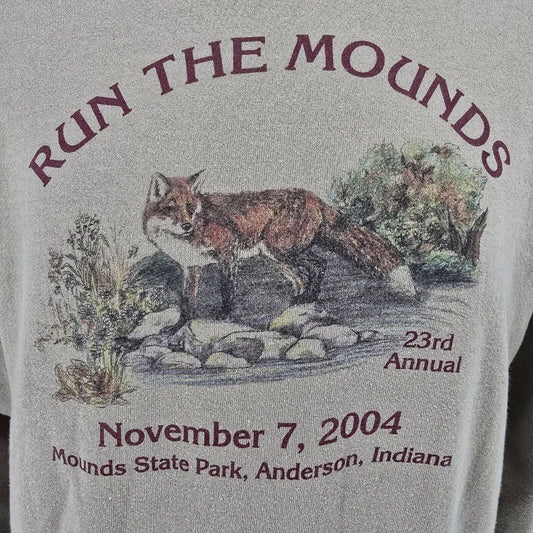 RUN THE MOUNDS
23rd
Annual
November 7, 2004
Mounds State Park, Anderson, Indiana